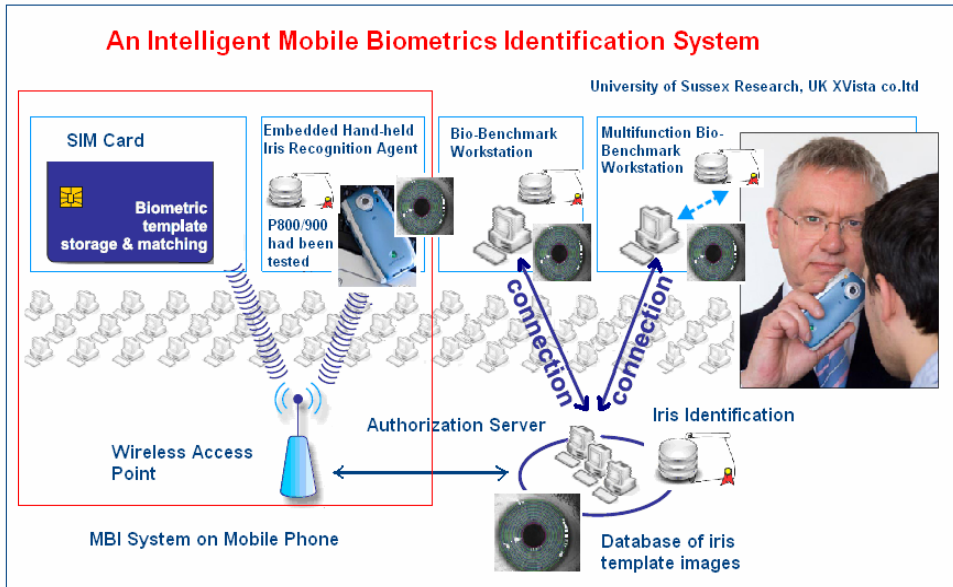 An Intelligent Mobile Biometrics Identification System
University of Sussex Research, UK XVista co.ltd
SIM Card
Biometric
template
storage & matching
Embedded Hand-held
Iris Recognition Agent
P800/900
had been
tested
Bio-Benchmark
Workstation
Multifunction Bio-
Benchmark
Workstation
connection
connection
Wireless Access
Point
Authorization Server
Iris Identification
MBI System on Mobile Phone
Database of iris
template images